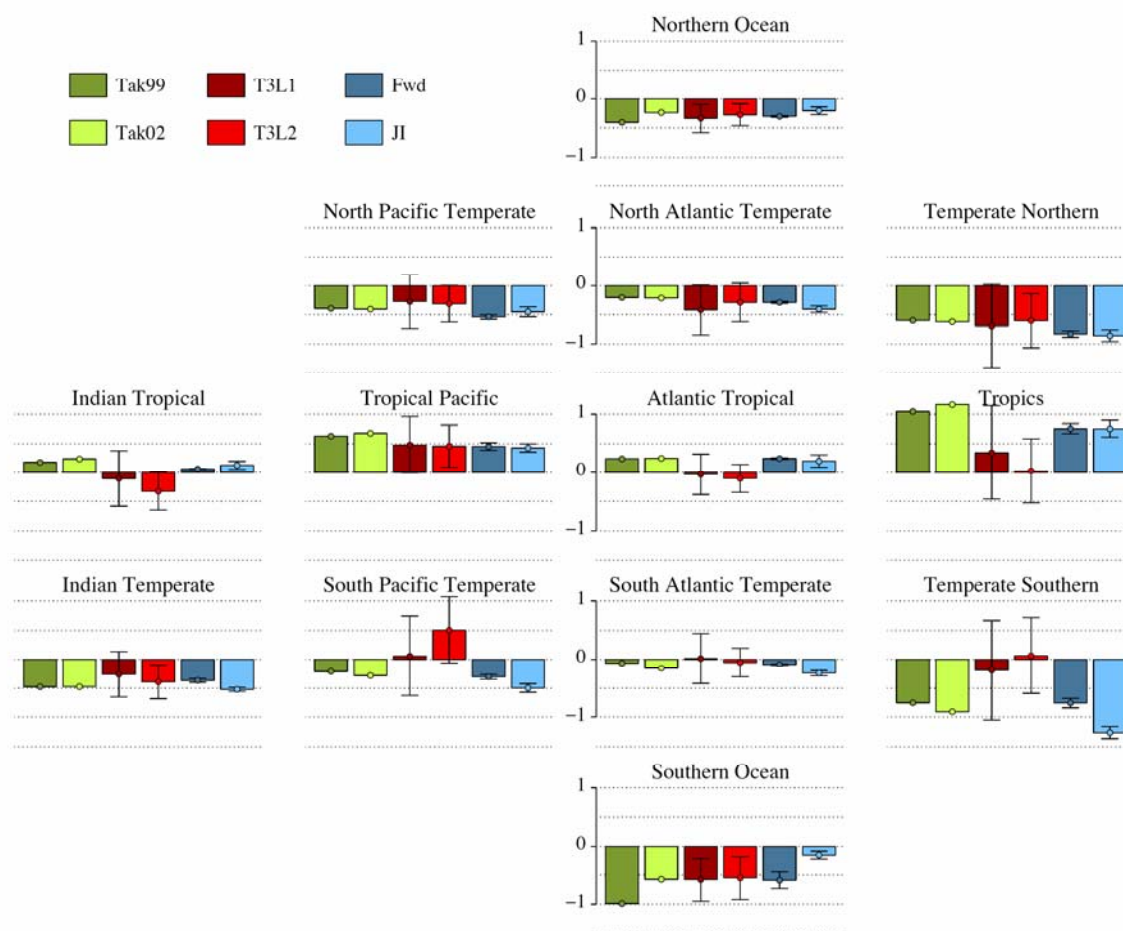 Northern Ocean
1
0
−1
Tak99
T3L1
Fwd
Tak02
T3L2
JI
North Pacific Temperate
North Atlantic Temperate
Temperate Northern
1
0
−1
Indian Tropical
Tropical Pacific
Atlantic Tropical
Tropics
1
0
−1
Indian Temperate
South Pacific Temperate
South Atlantic Temperate
Temperate Southern
1
0
−1
Southern Ocean
1
0
−1